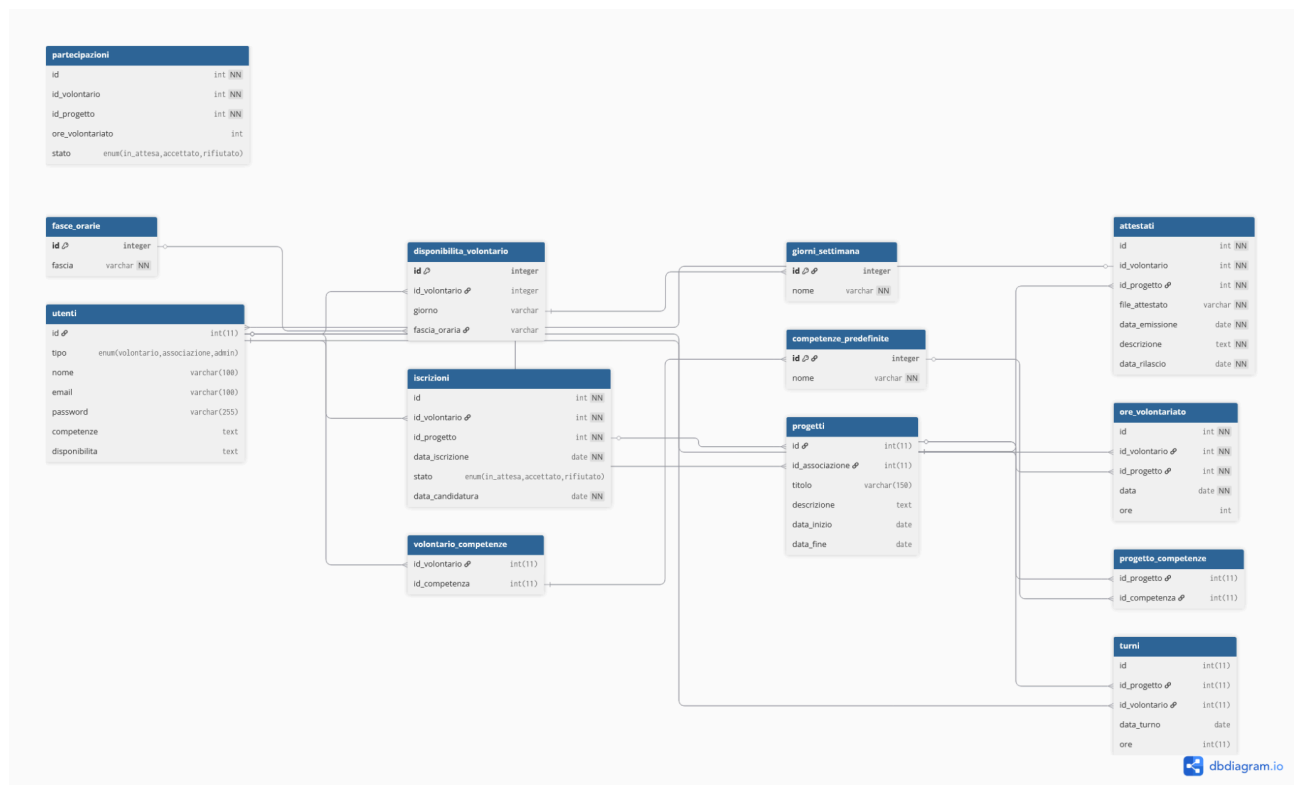 partecipazioni
id int NN
id_volontario int NN
id_progetto int NN
ore_volontariato int
stato enum(in_attesa,accettato,rifiutato)
fasce_orarie
id integer
fascia varchar NN
utenti
id int(11)
tipo enum(volontario,associazione,admin)
nome varchar(100)
email varchar(100)
password varchar(255)
competenze text
disponibilita text
disponibilita_volontario
id integer
id_volontario integer
giorno varchar
fascia_oraria varchar
iscrizioni
id int NN
id_volontario int NN
id_progetto int NN
data_iscrizione date NN
stato enum(in_attesa,accettato,rifiutato)
data_candidatura date NN
volontario_competenze
id_volontario int(11)
id_competenza int(11)
giorni_settimana
id integer
nome varchar NN
competenze_predefinite
id integer
nome varchar NN
progetti
id int(11)
id_associazione int(11)
titolo varchar(150)
descrizione text
data_inizio date
data_fine date
attestati
id int NN
id_volontario int NN
id_progetto int NN
file_attestato varchar NN
data_emissione date NN
descrizione text NN
data_rilascio date NN
ore_volontariato
id int NN
id_volontario int NN
id_progetto int NN
data date NN
ore int
progetto_competenze
id_progetto int(11)
id_competenza int(11)
turni
id int(11)
id_progetto int(11)
id_volontario int(11)
data_turno date
ore int(11)
dbdiagram.io